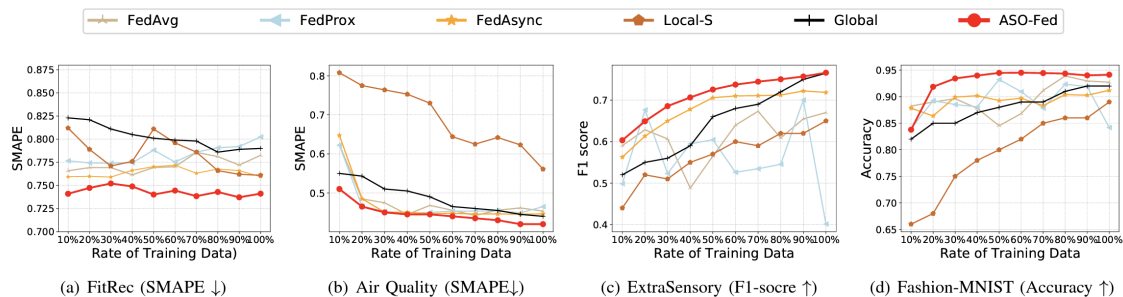 FedAvg FedProx FedAsync Local-S Global ASO-Fed
0.875
0.850
0.825
0.800
0.775
0.750
0.725
0.700
SMAPE
10% 20% 30% 40% 50% 60% 70% 80% 90% 100%
Rate of Training Data)
(a) FitRec (SMAPE ↓)
0.8
0.7
0.6
0.5
SMAPE
10% 20% 30% 40% 50% 60% 70% 80% 90% 100%
Rate of Training Data
(b) Air Quality (SMAPE↓)
0.7
0.6
0.5
0.4
F1 score
10% 20% 30% 40% 50% 60% 70% 80% 90% 100%
Rate of Training Data
(c) ExtraSensory (F1-socre ↑)
0.95
0.90
0.85
0.80
0.75
0.70
0.65
Accuracy
10% 20% 30% 40% 50% 60% 70% 80% 90% 100%
Rate of Training Data
(d) Fashion-MNIST (Accuracy ↑)